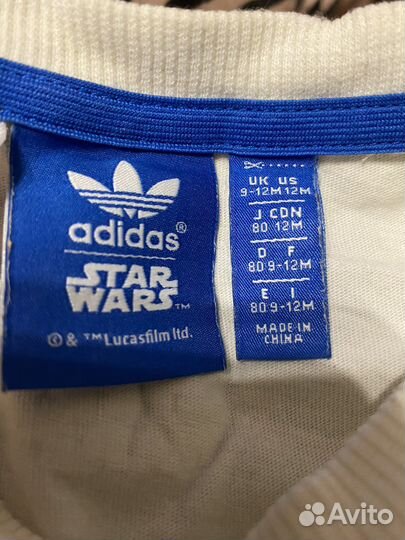 adidas®
STAR
WARS™
© & ™Lucasfilm ltd.
UK US
9-12M 12M
J CDN
80 12M
D F
80 9-12M
E I
80 9-12M
MADE IN
CHINA
Avito